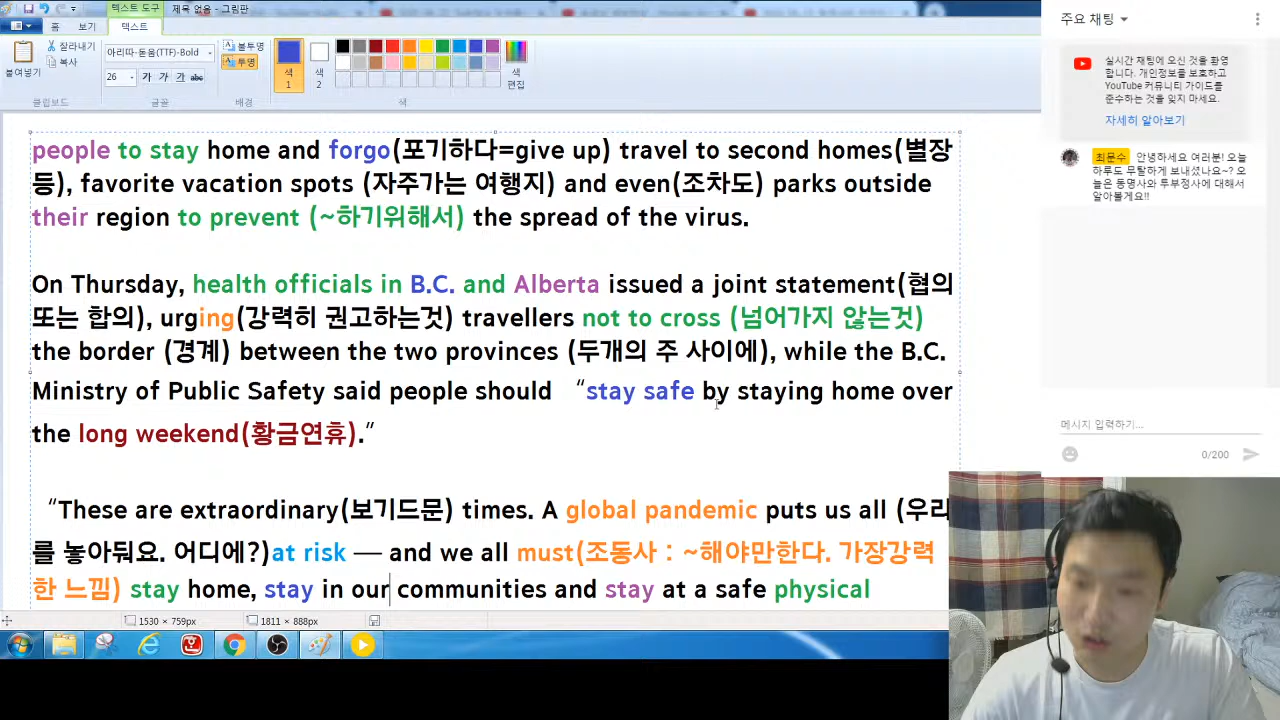 텍스트 도구
제목 없음 - 그림판
홈
보기
텍스트
붙여넣기
잘라내기
복사
클립보드
아리따-돋움(TTF)-Bold
26
가 가 가 abc
글꼴
불투명
투명
배경
색
1
색
2
색
편집
색
people to stay home and forgo(포기하다=give up) travel to second homes(별장
등), favorite vacation spots (자주가는 여행지) and even(조차도) parks outside
their region to prevent (~하기위해서) the spread of the virus.
On Thursday, health officials in B.C. and Alberta issued a joint statement(협의
또는 합의), urging(강력히 권고하는것) travellers not to cross (넘어가지 않는것)
the border (경계) between the two provinces (두개의 주 사이에), while the B.C.
Ministry of Public Safety said people should “stay safe by staying home over
the long weekend(황금연휴).”
“These are extraordinary(보기드문) times. A global pandemic puts us all (우리
를 놓아둬요. 어디에?)at risk — and we all must(조동사 : ~해야만한다. 가장강력
한 느낌) stay home, stay in our communities and stay at a safe physical
1530 × 759px
1811 × 888px
주요 채팅
실시간 채팅에 오신 것을 환영
합니다. 개인정보를 보호하고
YouTube 커뮤니티 가이드를
준수하는 것을 잊지 마세요.
자세히 알아보기
최문수 안녕하세요 여러분! 오늘
하루도 무탈하게 보내셨나요~? 오
늘은 동명사와 투부정사에 대해서
알아볼게요!!
메시지 입력하기...
0/200